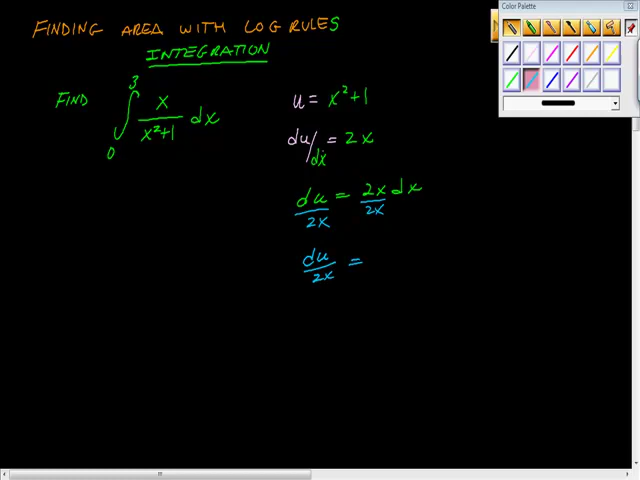 FINDING AREA WITH LOG RULES
INTEGRATION
FIND ∫₀³ x/(x²+1) dx
u = x²+1
du/dx = 2x
du/2x = 2x/2x dx
du/2x =
Color Palette